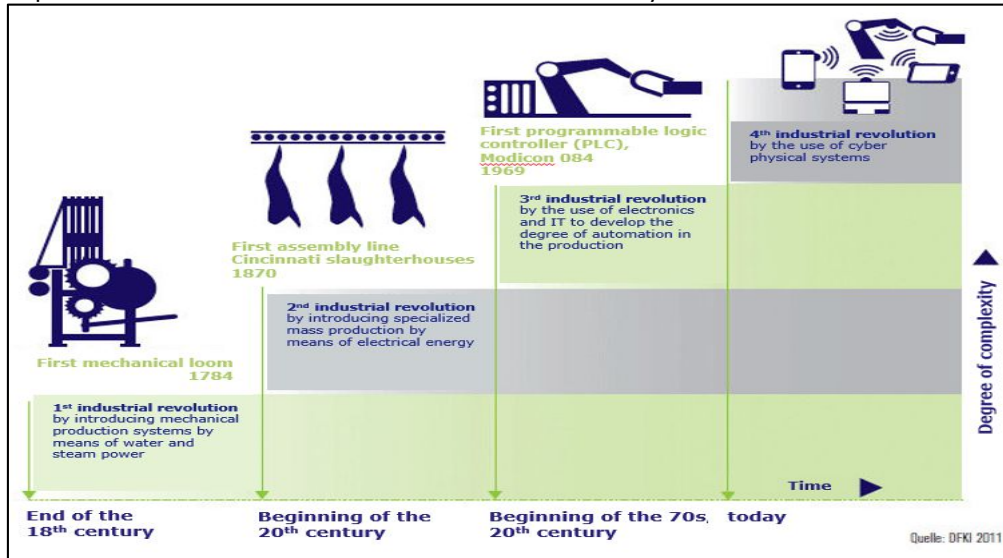 First programmable logic
controller (PLC),
Modicon 084
1969
4th industrial revolution
by the use of cyber
physical systems
3rd industrial revolution
by the use of electronics
and IT to develop the
degree of automation in
the production
First assembly line
Cincinnati slaughterhouses
1870
2nd industrial revolution
by introducing specialized
mass production by
means of electrical energy
First mechanical loom
1784
1st industrial revolution
by introducing mechanical
production systems by
means of water and
steam power
Degree of complexity
Time
End of the
18th century
Beginning of the
20th century
Beginning of the 70s,
20th century
today
Quelle: DFKI 2011